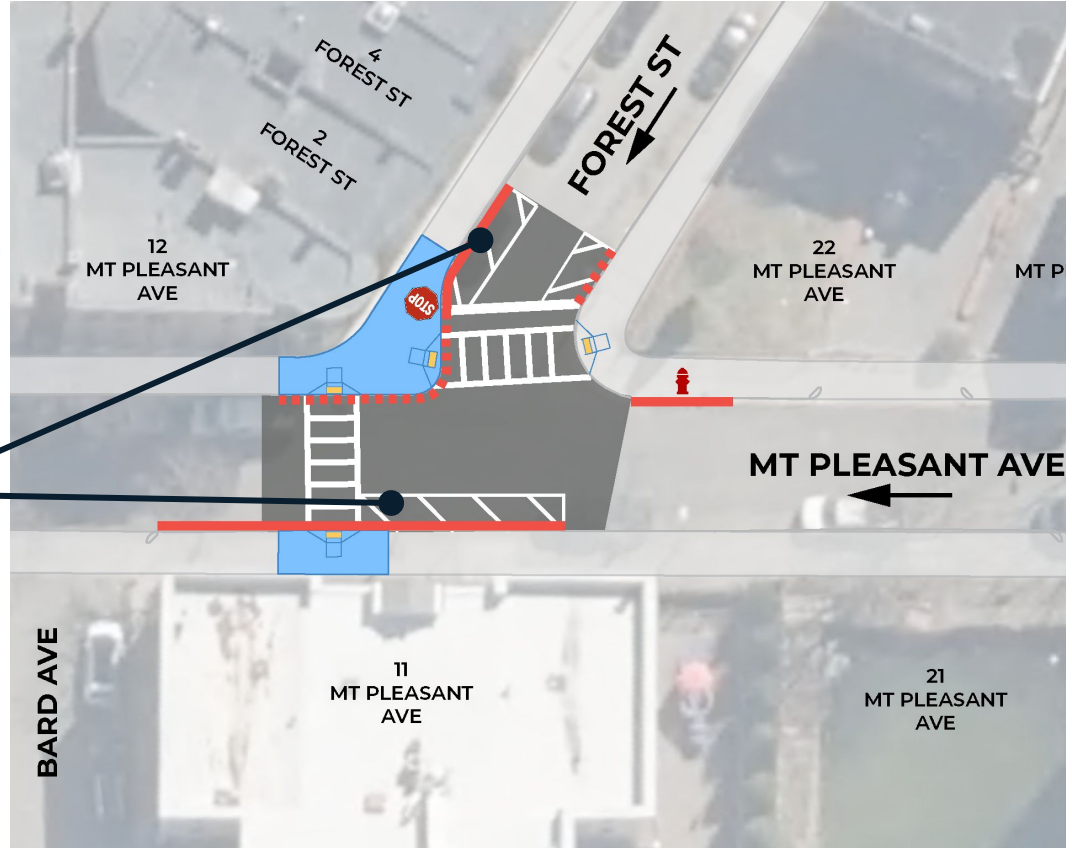 4
FOREST ST
2
FOREST ST
FOREST ST
12
MT PLEASANT
AVE
STOP
22
MT PLEASANT
AVE
MT P
MT PLEASANT AVE
BARD AVE
11
MT PLEASANT
AVE
21
MT PLEASANT
AVE